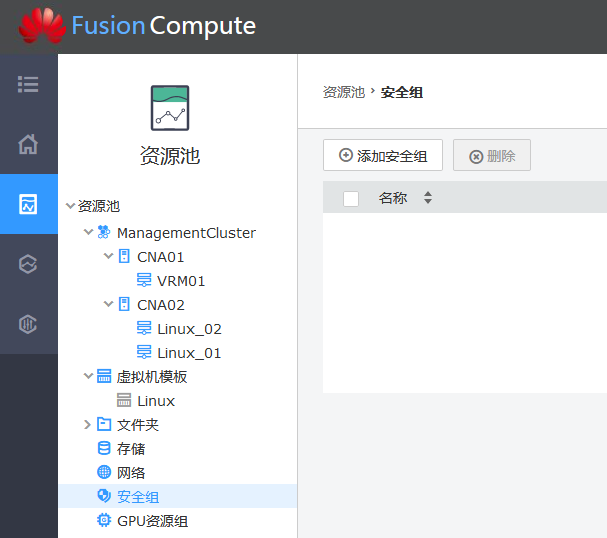 Fusion Compute
资源池
资源池 › 安全组
添加安全组
删除
名称
资源池
ManagementCluster
CNA01
VRM01
CNA02
Linux_02
Linux_01
虚拟机模板
Linux
文件夹
存储
网络
安全组
GPU资源组